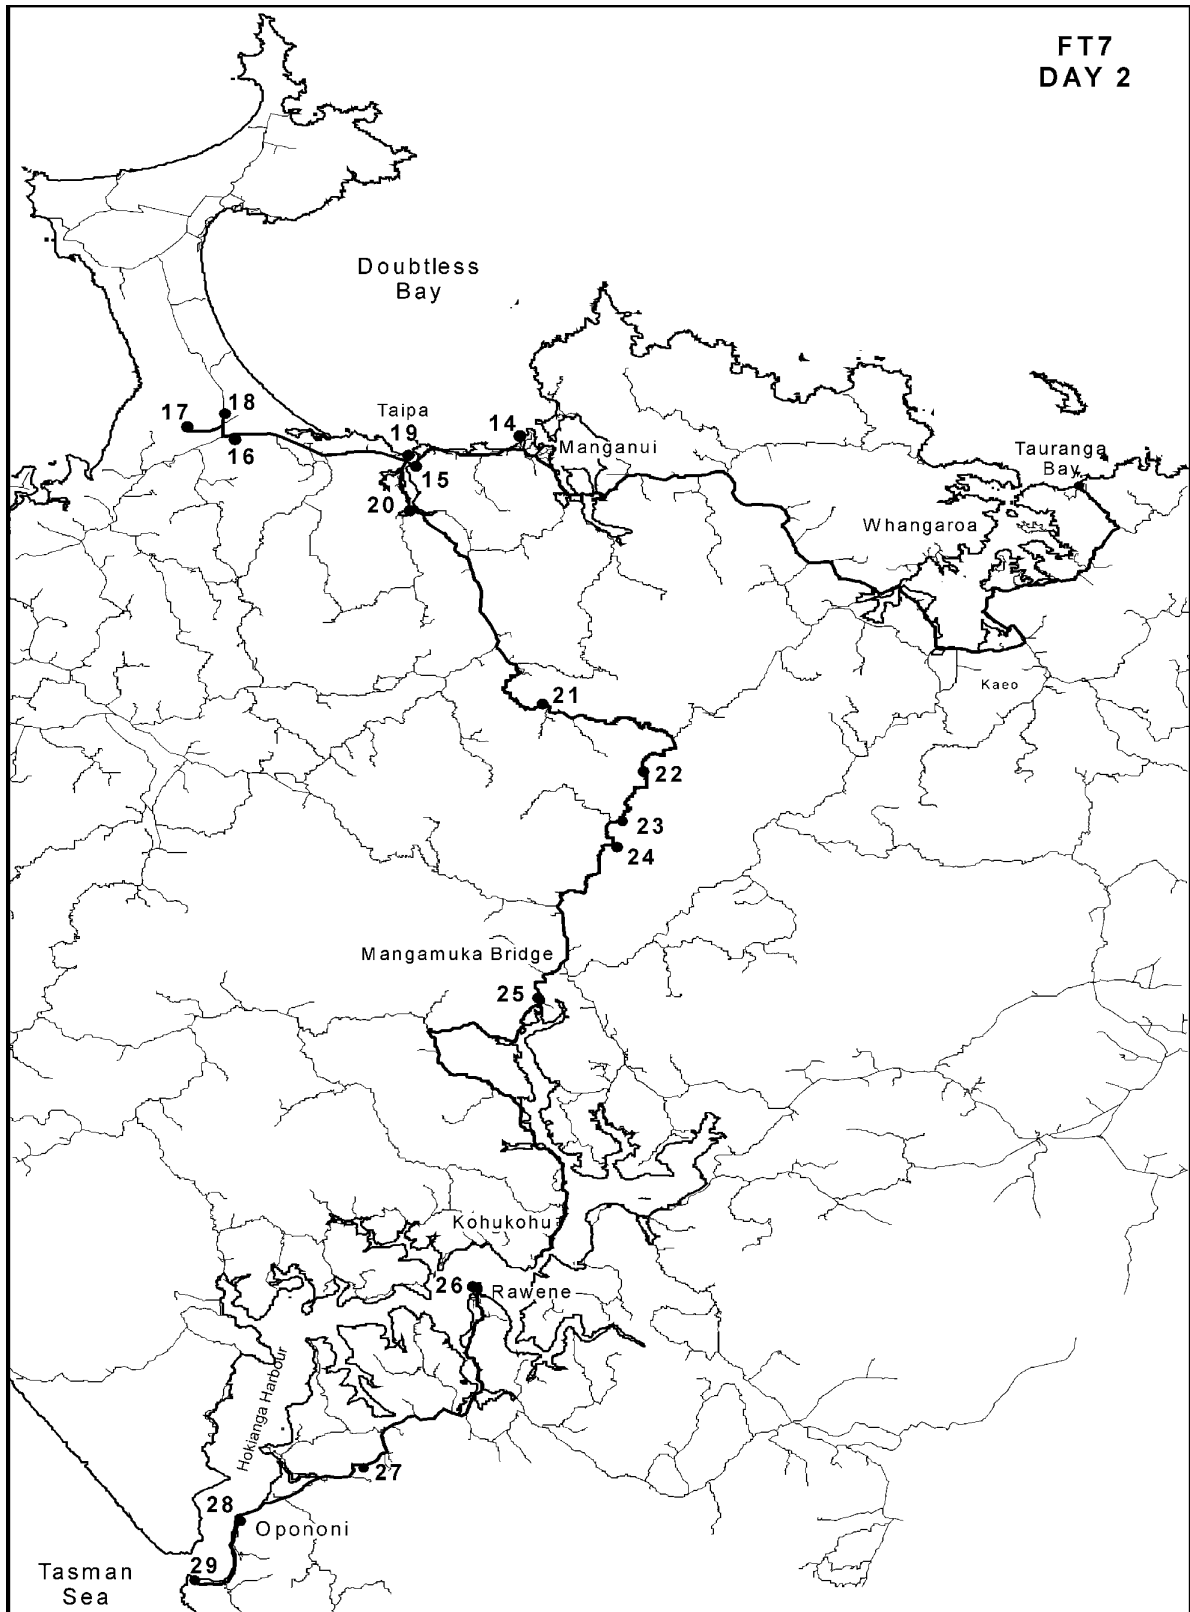 FT7
DAY 2
Doubtless
Bay
18
17
Taipa
14
19
Manganui
16
Tauranga
Bay
15
20
Whangaroa
Kaeo
21
22
23
24
Mangamuka Bridge
25
Kohukohu
26
Rawene
Hokianga Harbour
27
28
Opononi
29
Tasman
Sea